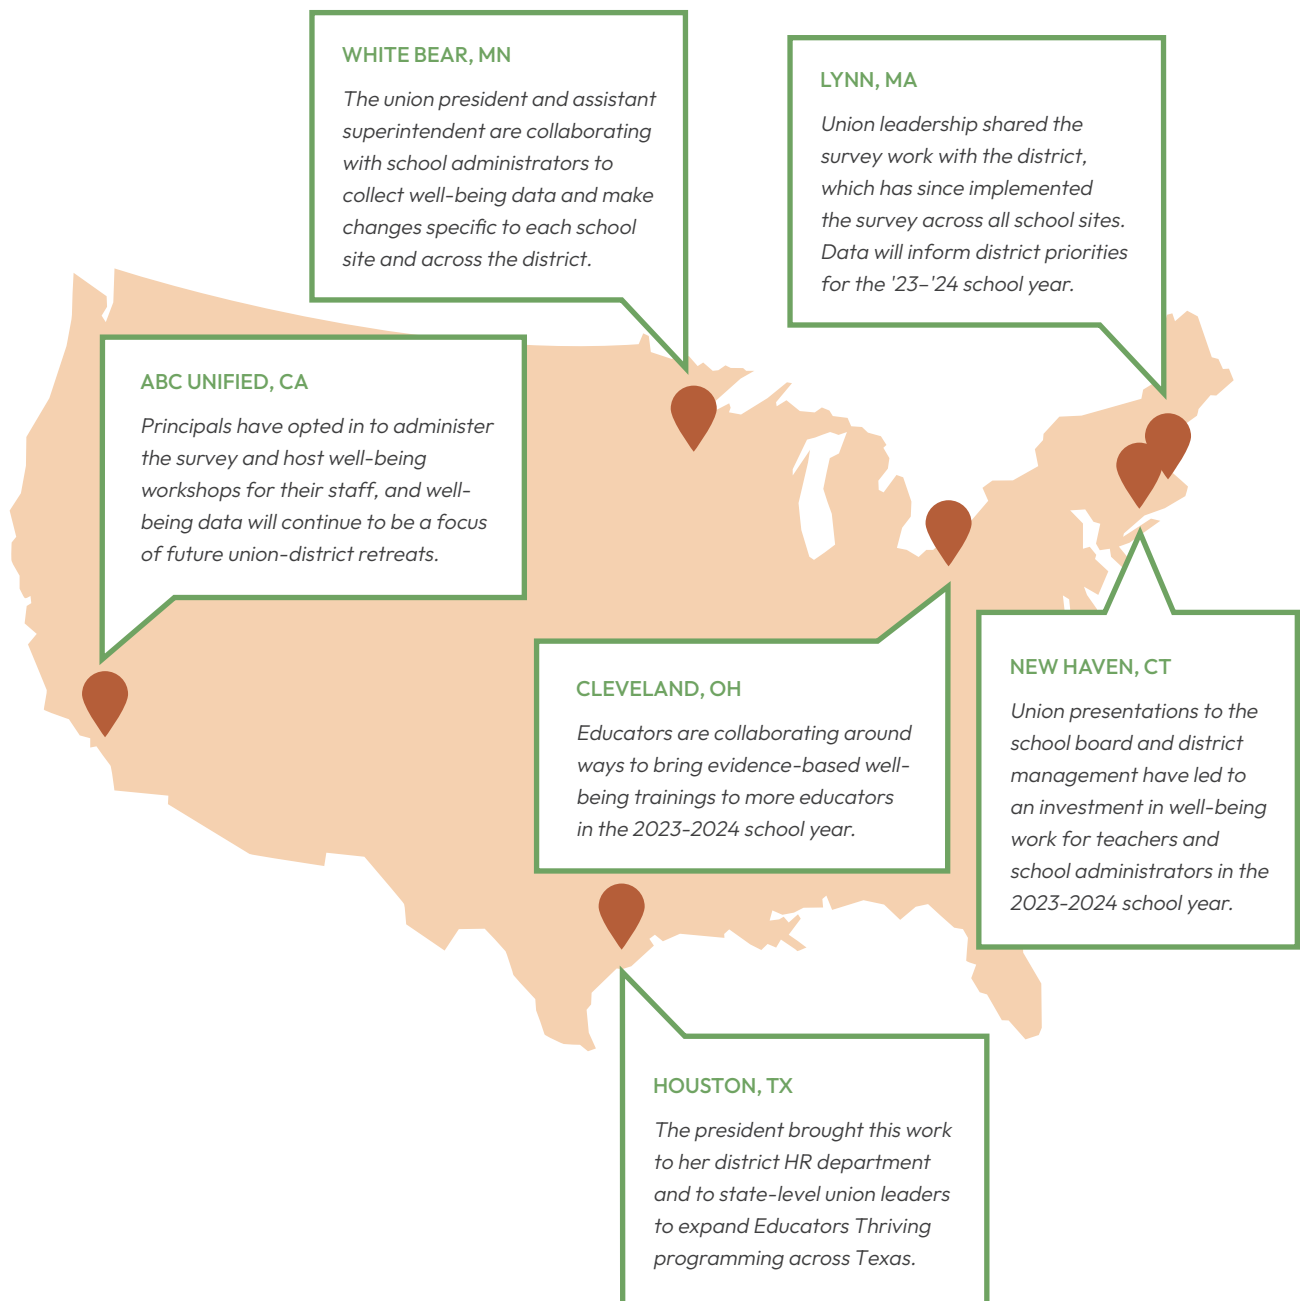 WHITE BEAR, MN
The union president and assistant
superintendent are collaborating
with school administrators to
collect well-being data and make
changes specific to each school
site and across the district.
LYNN, MA
Union leadership shared the
survey work with the district,
which has since implemented
the survey across all school sites.
Data will inform district priorities
for the '23–'24 school year.
ABC UNIFIED, CA
Principals have opted in to administer
the survey and host well-being
workshops for their staff, and well-
being data will continue to be a focus
of future union-district retreats.
CLEVELAND, OH
Educators are collaborating around
ways to bring evidence-based well-
being trainings to more educators
in the 2023-2024 school year.
NEW HAVEN, CT
Union presentations to the
school board and district
management have led to
an investment in well-being
work for teachers and
school administrators in the
2023-2024 school year.
HOUSTON, TX
The president brought this work
to her district HR department
and to state-level union leaders
to expand Educators Thriving
programming across Texas.